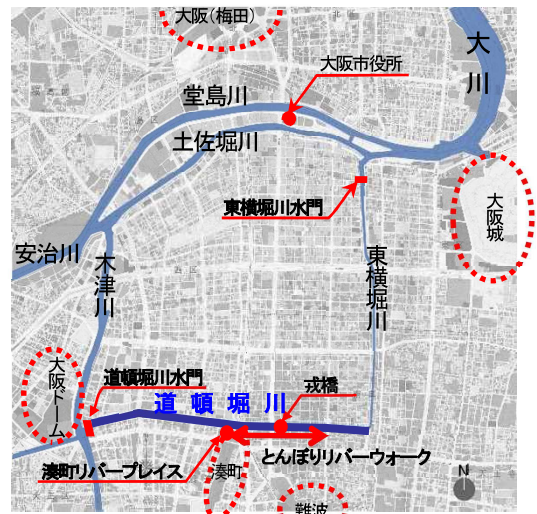 大阪（梅田）
大川
大阪市役所
堂島川
土佐堀川
東横堀川水門
大阪城
安治川
木津川
西区
東横堀川
大阪ドーム
道頓堀川水門
道頓堀川
戎橋
湊町リバープレイス
湊町
とんぼりリバーウォーク
N
難波